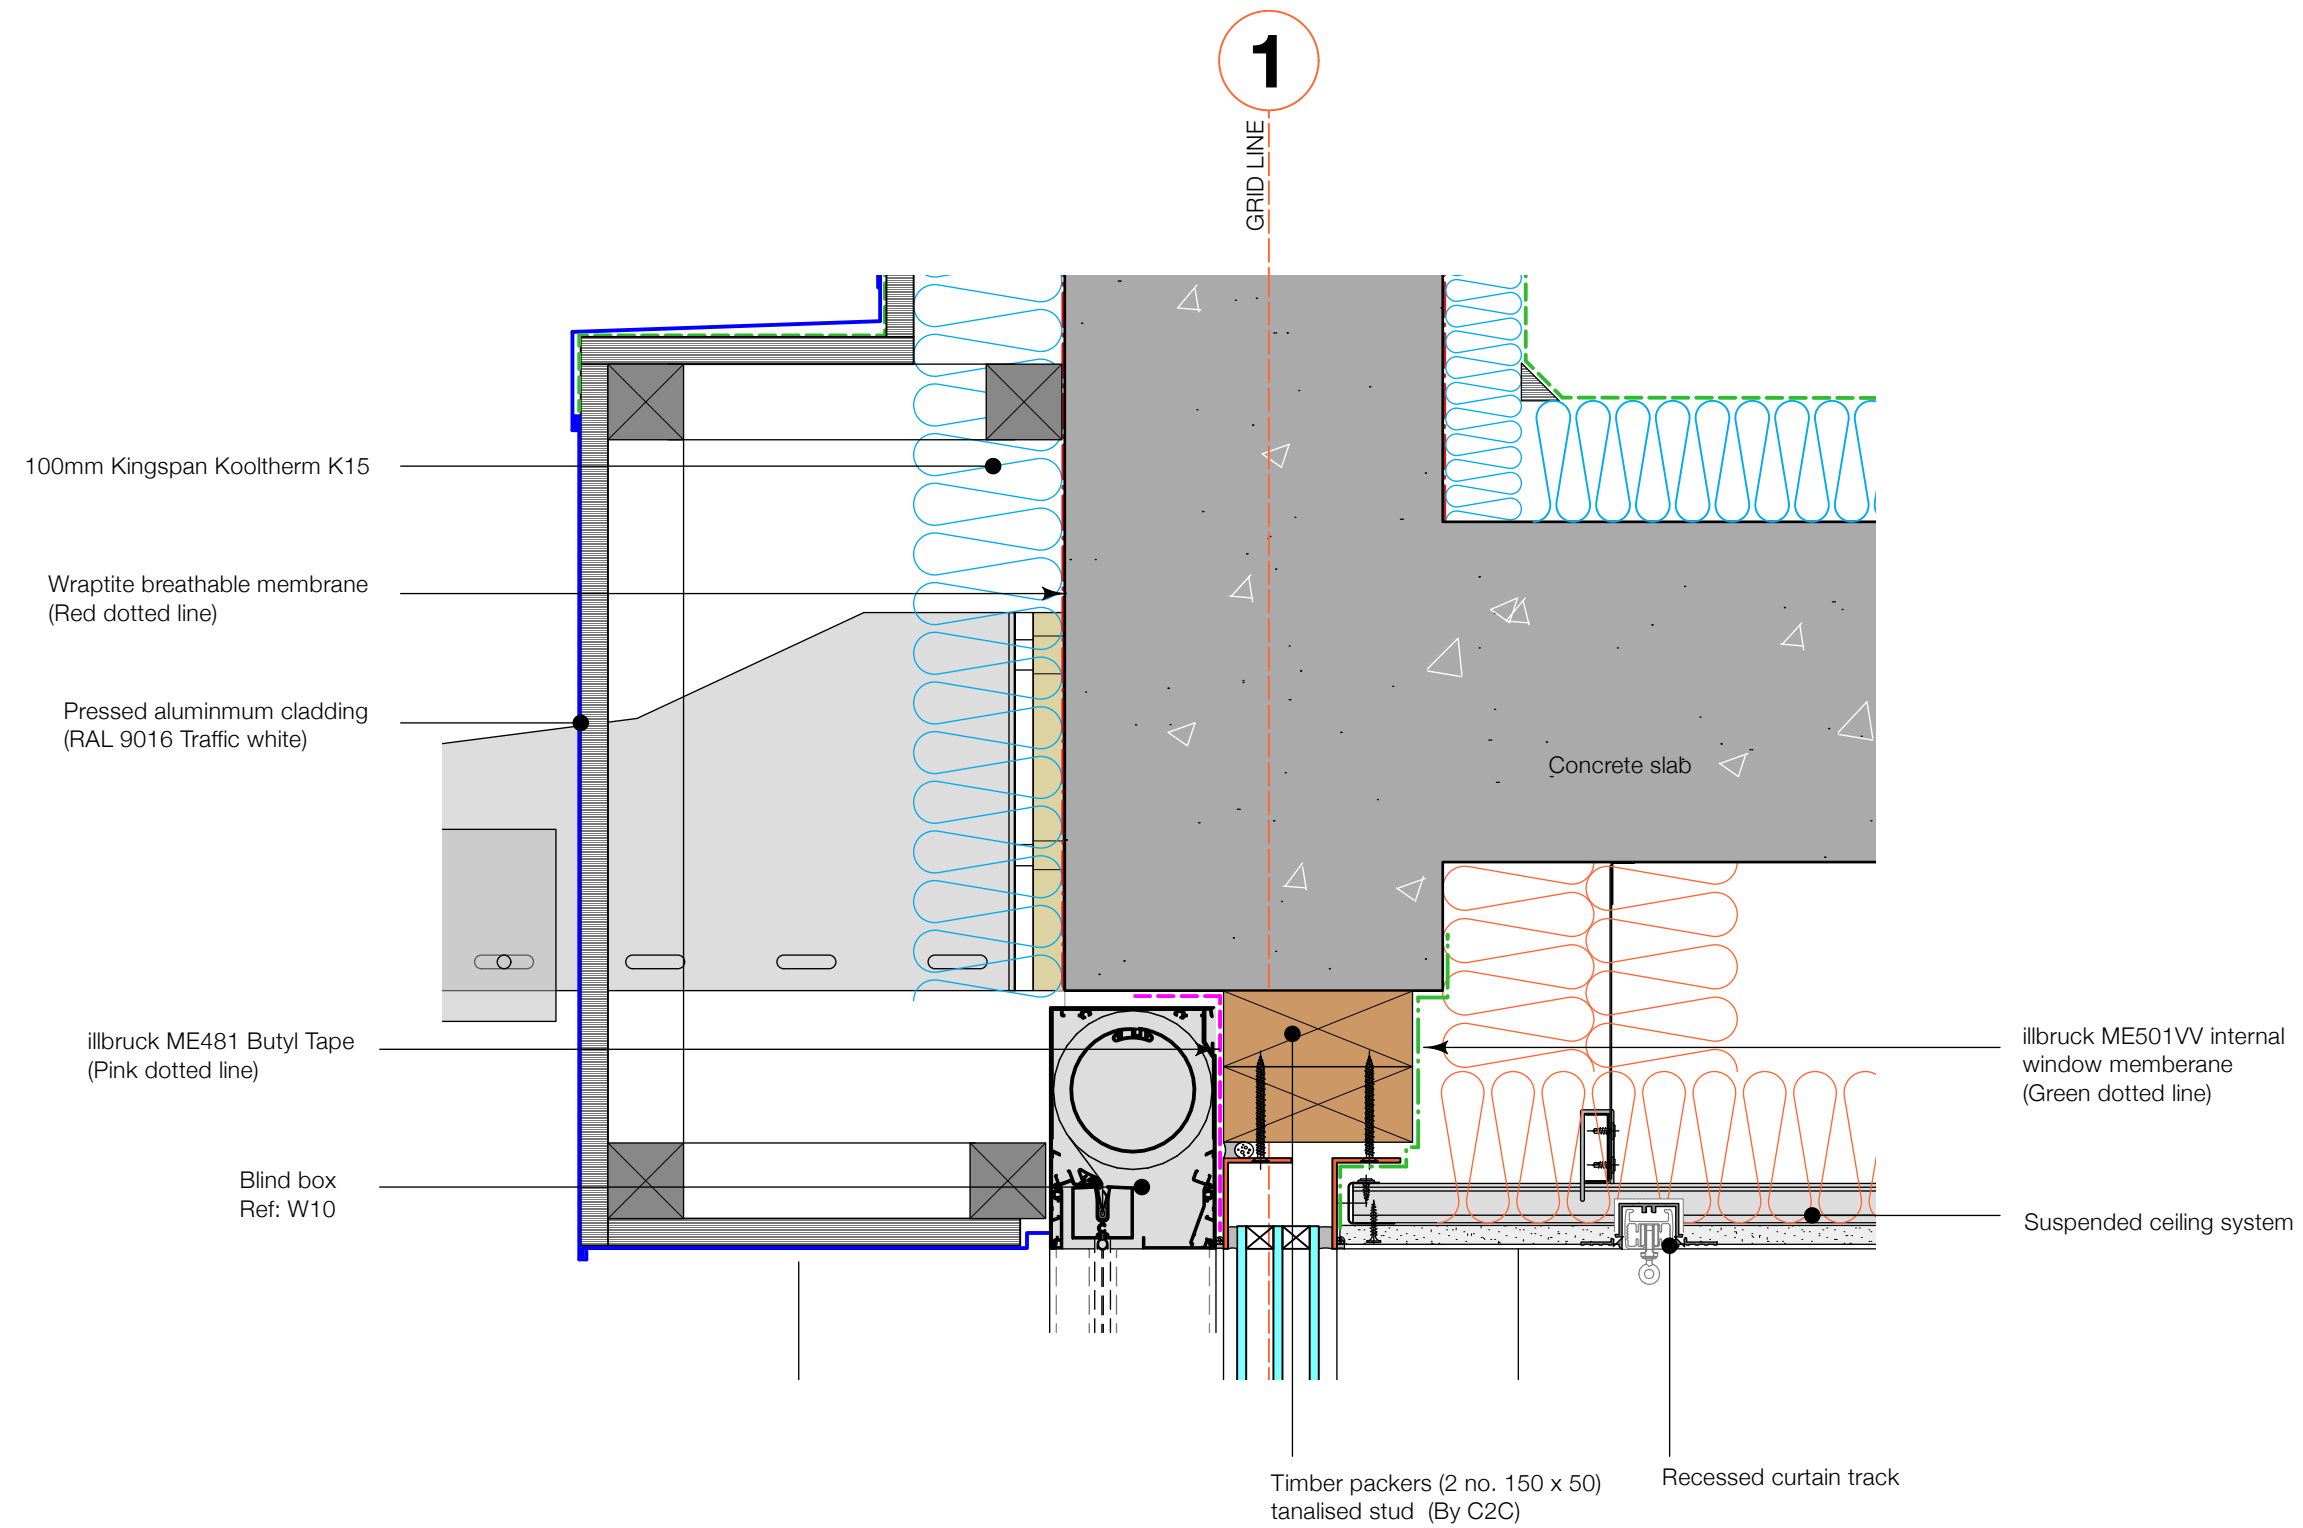 1
GRID LINE
100mm Kingspan Kooltherm K15
Wraptite breathable membrane
(Red dotted line)
Pressed aluminmum cladding
(RAL 9016 Traffic white)
Concrete slab
illbruck ME481 Butyl Tape
(Pink dotted line)
illbruck ME501VV internal
window memberane
(Green dotted line)
Blind box
Ref: W10
Suspended ceiling system
Timber packers (2 no. 150 x 50)
tanalised stud (By C2C)
Recessed curtain track